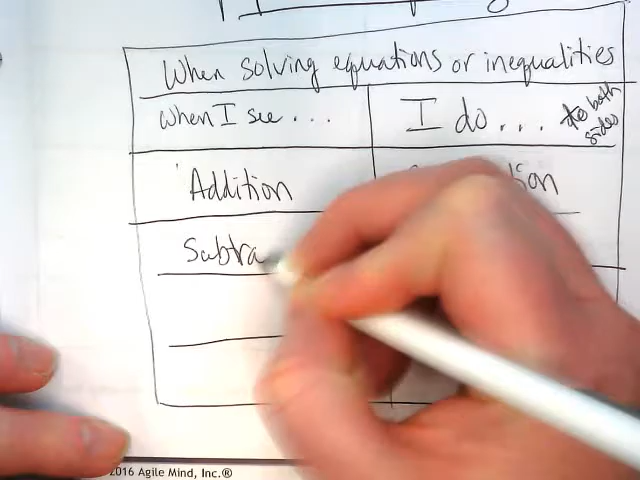 When solving equations or inequalities
When I see... I do... to both
sides
Addition
Subtra
2016 Agile Mind, Inc.®